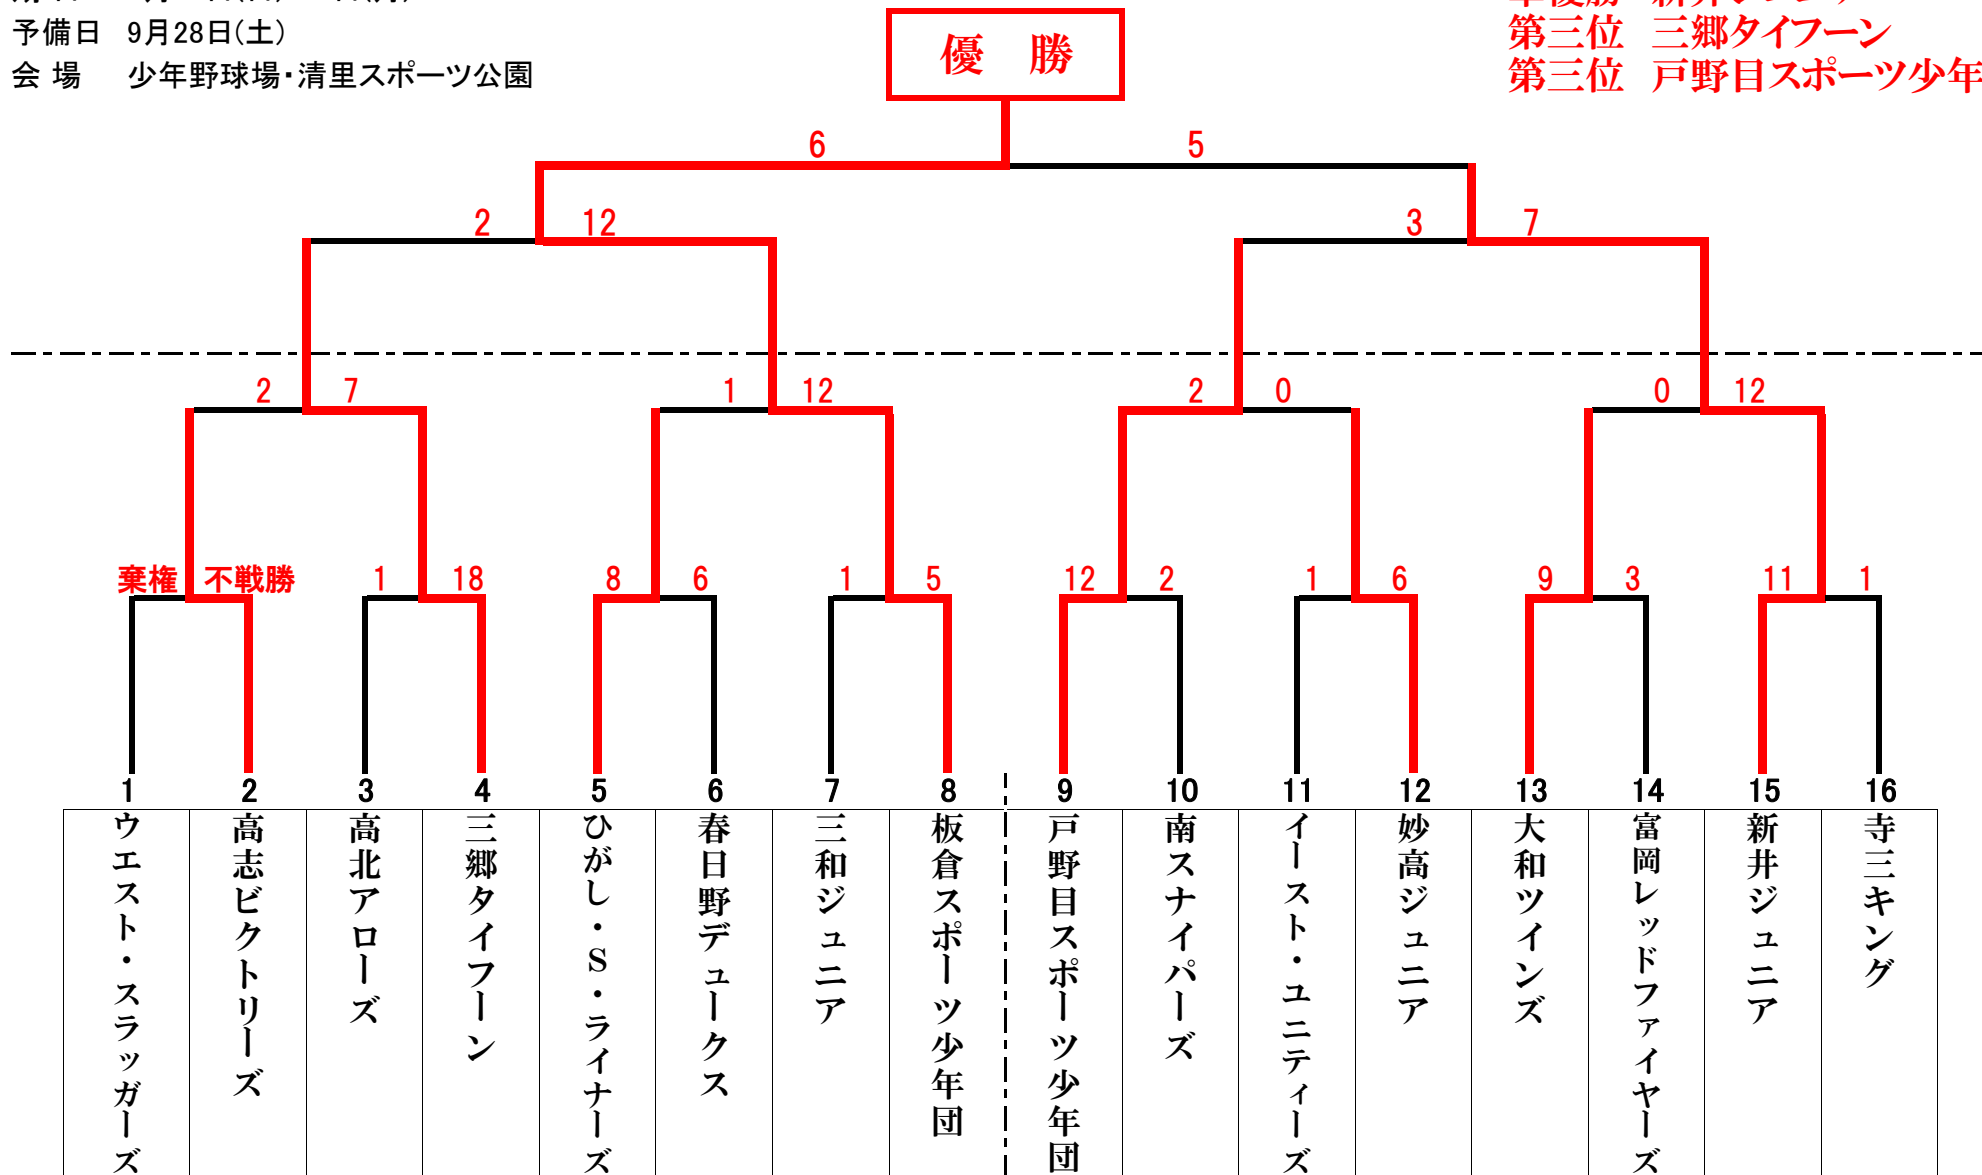 予備日 9月28日(土)
会 場 少年野球場・清里スポーツ公園
優 勝
第三位 三郷タイフーン
第三位 戸野目スポーツ少年
6 5
2 12 3 7
2 7 1 12 2 0 0 12
棄権 不戦勝 1 18 8 6 1 5 12 2 1 6 9 3 11 1
1 2 3 4 5 6 7 8 9 10 11 12 13 14 15 16
ウエスト・スラッガーズ
高志ビクトリーズ
高北アローズ
三郷タイフーン
ひがし・S・ライナーズ
春日野デュークス
三和ジュニア
板倉スポーツ少年団
戸野目スポーツ少年団
南スナイパーズ
イースト・ユニティーズ
妙高ジュニア
大和ツインズ
富岡レッドファイヤーズ
新井ジュニア
寺三キング